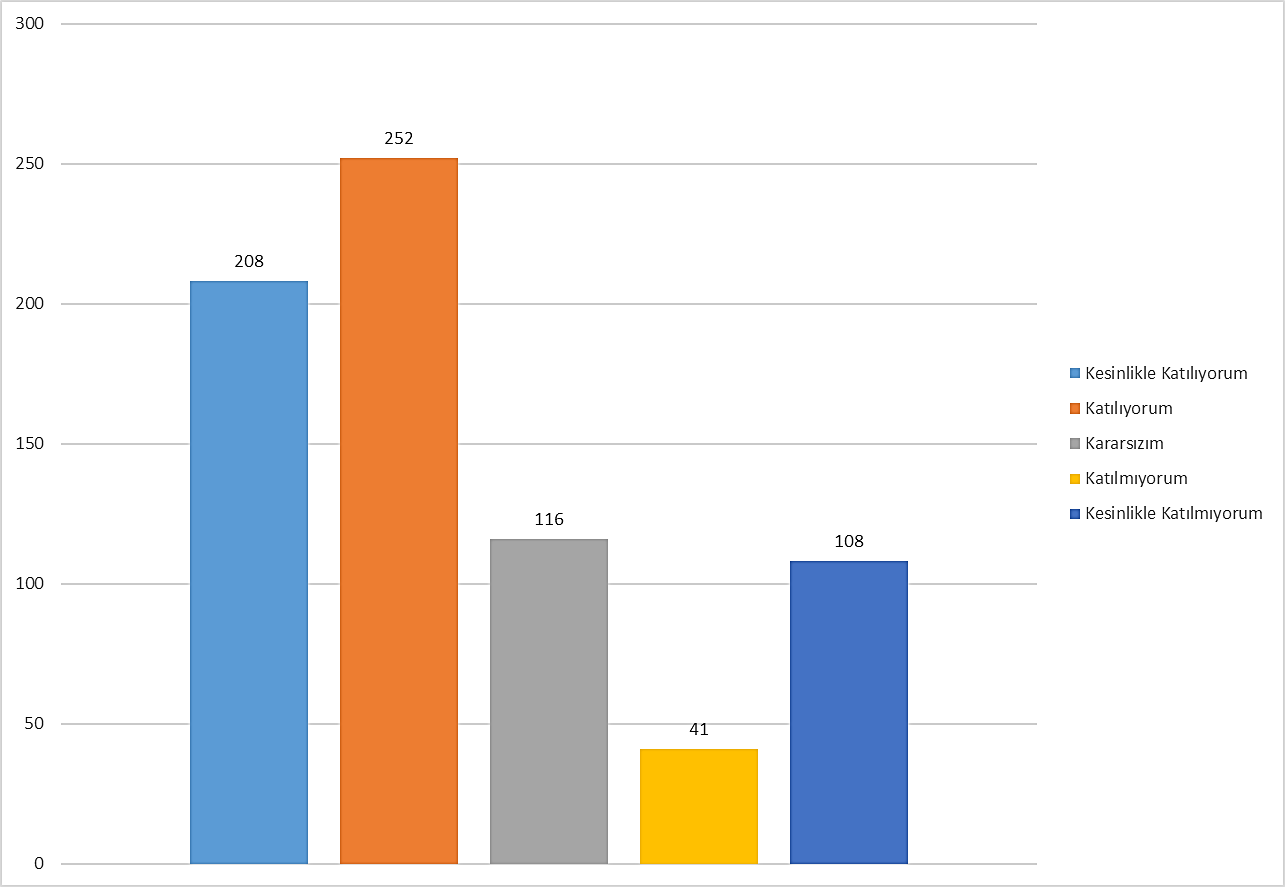 300
250
200
150
100
50
0
208
252
116
41
108
Kesinlikle Katılıyorum
Katılıyorum
Kararsızım
Katılmıyorum
Kesinlikle Katılmıyorum